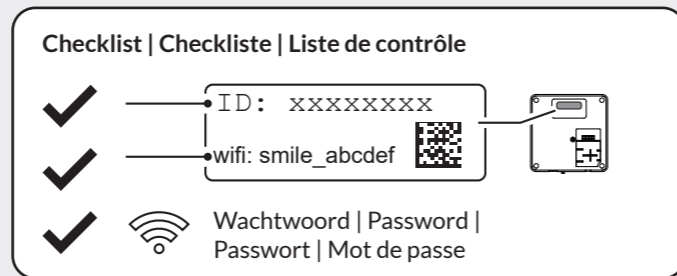 Checklist | Checkliste | Liste de contrôle
ID: xxxxxxxx
wifi: smile_abcdef
Wachtwoord | Password |
Passwort | Mot de passe